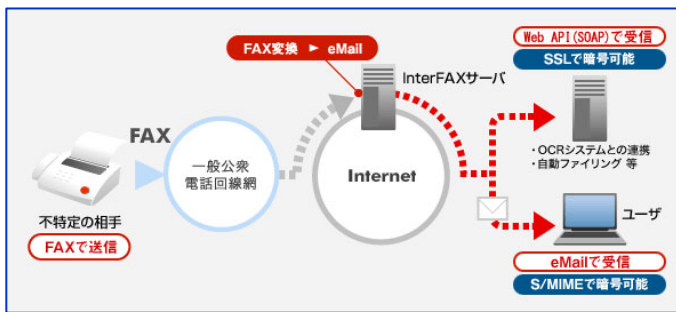 FAX変換 ► eMail
Web API(SOAP)で受信
SSLで暗号可能
InterFAXサーバ
FAX
一般公衆
電話回線網
Internet
・OCRシステムとの連携
・自動ファイリング 等
不特定の相手
FAXで送信
ユーザ
eMailで受信
S/MIMEで暗号可能